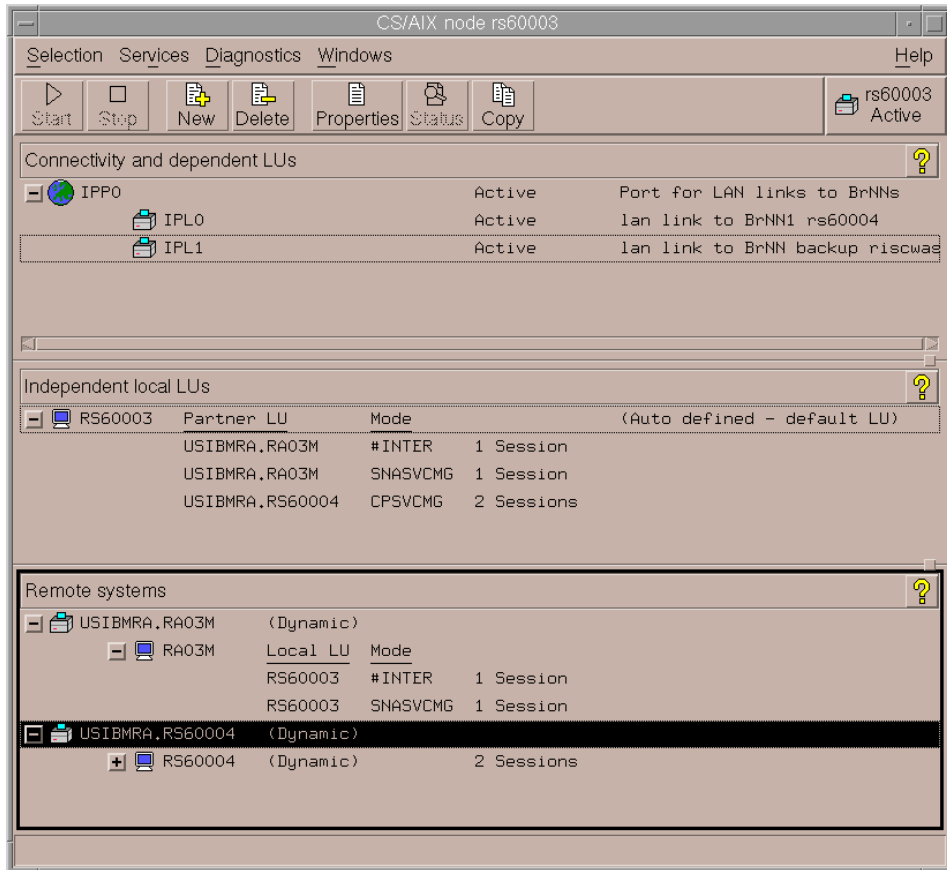 CS/AIX node rs60003
Selection Services Diagnostics Windows Help
Start Stop New Delete Properties Status Copy rs60003
Active
Connectivity and dependent LUs ?
IPP0 Active Port for LAN links to BrNNs
IPL0 Active lan link to BrNN1 rs60004
IPL1 Active lan link to BrNN backup riscwas
Independent local LUs ?
RS60003 Partner LU Mode (Auto defined - default LU)
USIBMRA.RA03M #INTER 1 Session
USIBMRA.RA03M SNASVCMG 1 Session
USIBMRA.RS60004 CPSVCMG 2 Sessions
Remote systems ?
USIBMRA.RA03M (Dynamic)
RA03M Local LU Mode
RS60003 #INTER 1 Session
RS60003 SNASVCMG 1 Session
USIBMRA.RS60004 (Dynamic)
RS60004 (Dynamic) 2 Sessions